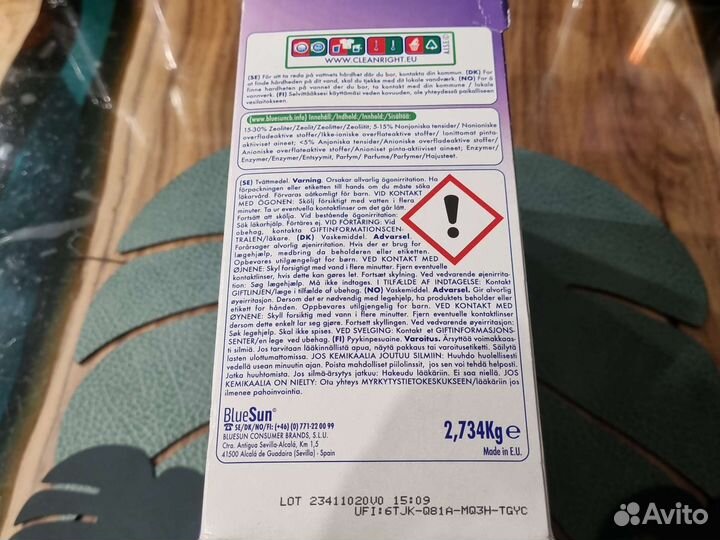 WWW.CLEANRIGHT.EU
(SE) För att ta reda på vattnets hårdhet där du bor, kontakta din kommun. (DK) For
at finde hårdheden på dit vand, skal du tjekke med dit lokale vandværk. (NO) For å
finne hardheten på vannet der du bor, ta kontakt med din kommune / lokale
vannverk. (FI) Selvittääksesi käyttämäsi veden kovuuden, ole yhteydessä paikalliseen
vesilaitokseen.
(www.bluesuncb.info) Innehåll:/Indhold:/Innhold:/Sisältää:
15-30% Zeoliter/Zeolit/Zeolitter/Zeoliitit; 5-15% Nonjoniska tensider/ Nonioniske
overfladeaktive stoffer/Ikke-ioniske overflateaktive stoffer/ Ionittomat pinta-
aktiiviset aineet; <5% Anjoniska tensider/Anioniske overfladeaktive stoffer/
Anioniske overflateaktive stoffer/Anioniset pinta-aktiiviset aineet, Enzymer/
Enzymer/Enzymer/Entsyymit, Parfym/ Parfume/Parfymer/Hajusteet.
(SE) Tvättmedel. Varning. Orsakar allvarlig ögonirritation. Ha
förpackningen eller etiketten till hands om du måste söka
läkarvård. Förvaras oåtkomligt för barn. VID KONTAKT
MED ÖGONEN: Skölj försiktigt med vatten i flera
minuter. Ta ur eventuella kontaktlinser om det går lätt.
Fortsätt att skölja. Vid bestående ögonirritation:
Sök läkarhjälp. Förtäres ej. VID FÖRTÄRING: Vid
obehag, kontakta GIFTINFORMATIONSCEN-
TRALEN/läkare. (DK) Vaskemiddel. Advarsel.
Forårsager alvorlig øjenirritation. Hvis der er brug for
lægehjælp, medbring da beholderen eller etiketten.
Opbevares utilgængeligt for børn. VED KONTAKT MED
ØJNENE: Skyl forsigtigt med vand i flere minutter. Fjern eventuelle
kontaktlinser, hvis dette kan gøres let. Fortsæt skylning. Ved vedvarende øjenirrita-
tion: Søg lægehjælp. Må ikke indtages. I TILFÆLDE AF INDTAGELSE: Kontakt
GIFTLINJEN/læge i tilfælde af ubehag. (NO) Vaskemiddel. Advarsel. Gir alvorlig
øyeirritasjon. Dersom det er nødvendig med legehjelp, ha produktets beholder eller
etikett for hånden. Oppbevares utilgjengelig for barn. VED KONTAKT MED
ØYNENE: Skyll forsiktig med vann i flere minutter. Fjern eventuelle kontaktlinser
dersom dette enkelt lar seg gjøre. Fortsett skyllingen. Ved vedvarende øyeirritasjon:
Søk legehjelp. Skal ikke spises. VED SVELGING: Kontakt et GIFTINFORMASJONS-
SENTER/en lege ved ubehag. (FI) Pyykinpesuaine. Varoitus. Ärsyttää voimakkaas-
ti silmiä. Jos tarvitaan lääkinnällistä apua, näytä pakkaus tai varoitusetiketti. Säilytä
lasten ulottumattomissa. JOS KEMIKAALIA JOUTUU SILMIIN: Huuhdo huolellisesti
vedellä usean minuutin ajan. Poista mahdolliset piilolinssit, jos sen voi tehdä helposti.
Jatka huuhtomista. Jos silmä-ärsytys jatkuu: Hakeudu lääkäriin. Ei saa niellä. JOS
KEMIKAALIA ON NIELTY: Ota yhteys MYRKYTYSTIETOKESKUKSEEN/lääkäriin jos
ilmenee pahoinvointia.
BlueSun®
SE/DK/NO/FI: (+46) (0) 771-22 00 99
BLUESUN CONSUMER BRANDS, S.L.U.
Ctra. Antigua Sevilla-Alcalá, Km 1,5
41500 Alcalá de Guadaira (Sevilla) - Spain
2,734Kg e
Made in E.U.
LOT 23411020V0 15:09
UFI:6TJK-Q81A-MQ3H-TGYC
Avito